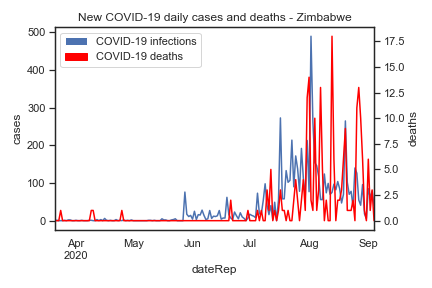 New COVID-19 daily cases and deaths - Zimbabwe
COVID-19 infections
COVID-19 deaths
500
400
300
200
100
0
cases
17.5
15.0
12.5
10.0
7.5
5.0
2.5
0.0
deaths
Apr May Jun Jul Aug Sep
2020
dateRep